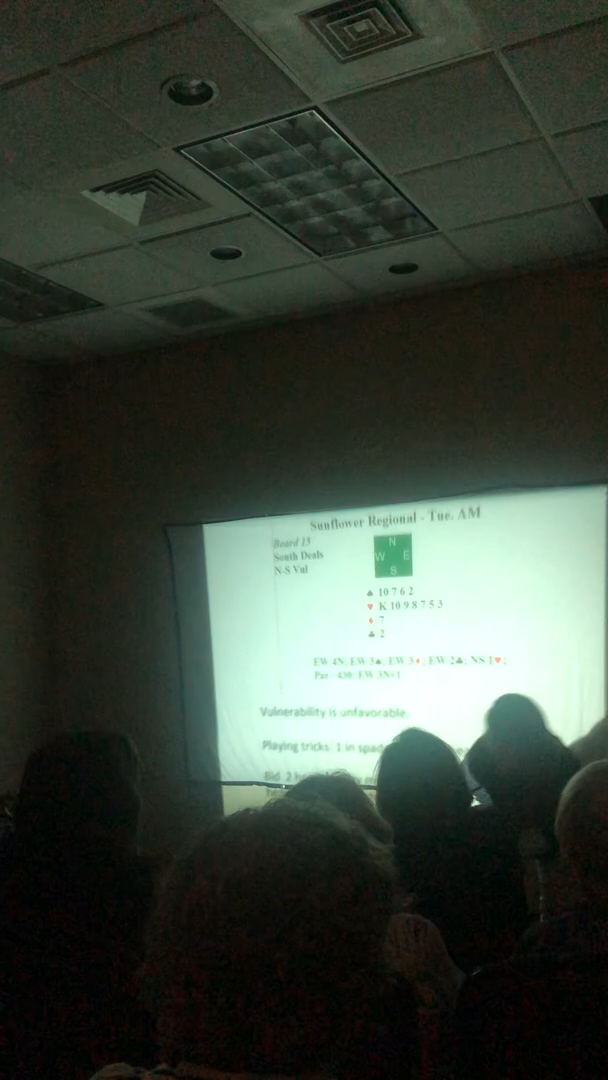 Sunflower Regional - Tue. AM
Board 15
South Deals
N-S Vul
N
W E
S
♠ 10 7 6 2
♥ K 10 9 8 7 5 3
♦ 7
♣ 2
EW 4N; EW 3♠; EW 3♦; EW 2♣; NS 1♥;
Par - 430: EW 3N+1
Vulnerability is unfavorable.
Playing tricks: 1 in
Bid: 2